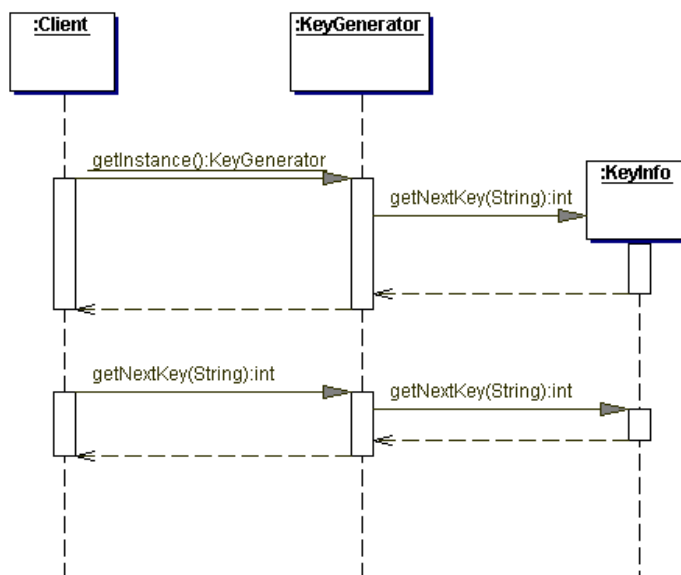 :Client
:KeyGenerator
getInstance():KeyGenerator
:KeyInfo
getNextKey(String):int
getNextKey(String):int
getNextKey(String):int